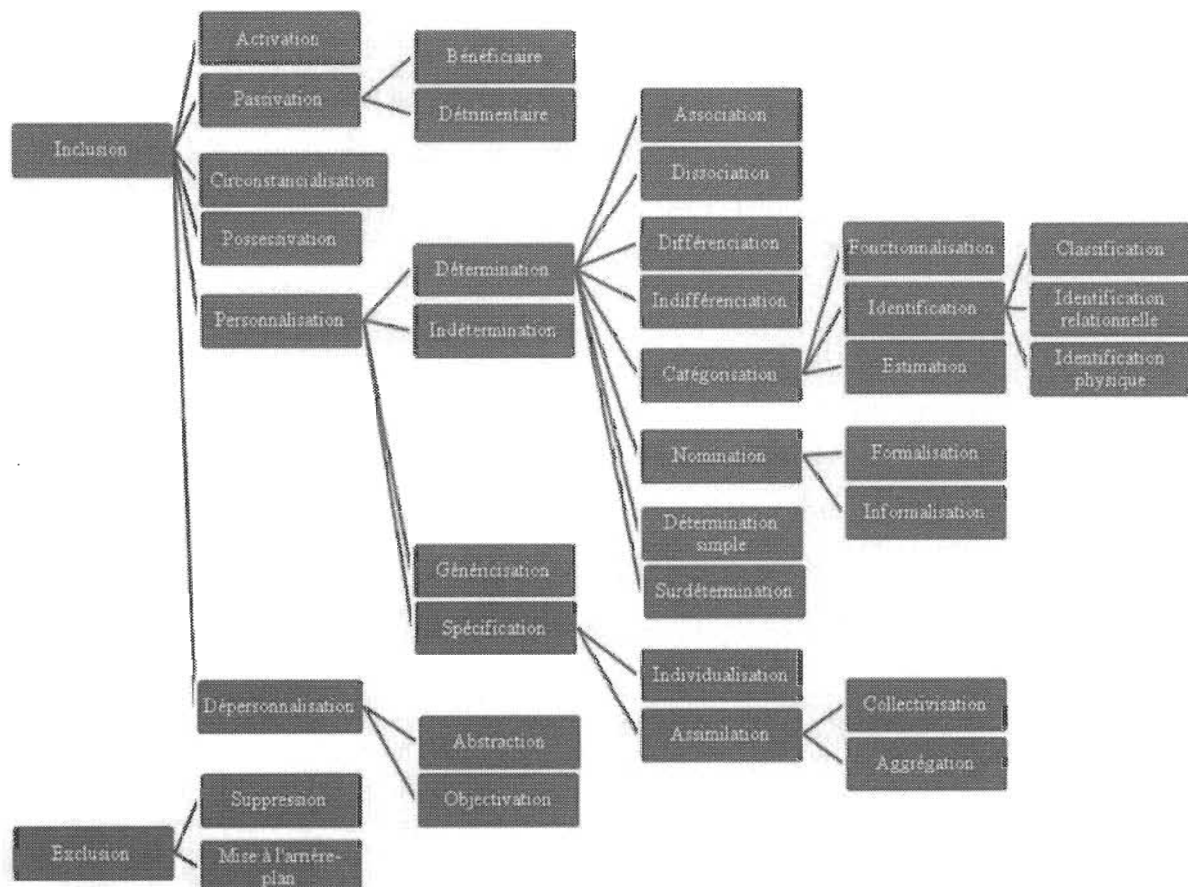 Inclusion
Activation
Passivation
Bénéficiaire
Détrimentaire
Circonstancialisation
Possessivation
Personnalisation
Détermination
Association
Dissociation
Différenciation
Indifférenciation
Catégorisation
Fonctionnalisation
Identification
Classification
Identification
relationnelle
Identification
physique
Estimation
Nomination
Formalisation
Informalisation
Détermination
simple
Surdétermination
Indétermination
Généricisation
Spécification
Individualisation
Assimilation
Collectivisation
Aggrégation
Dépersonnalisation
Abstraction
Objectivation
Exclusion
Suppression
Mise à l'arrière-
plan